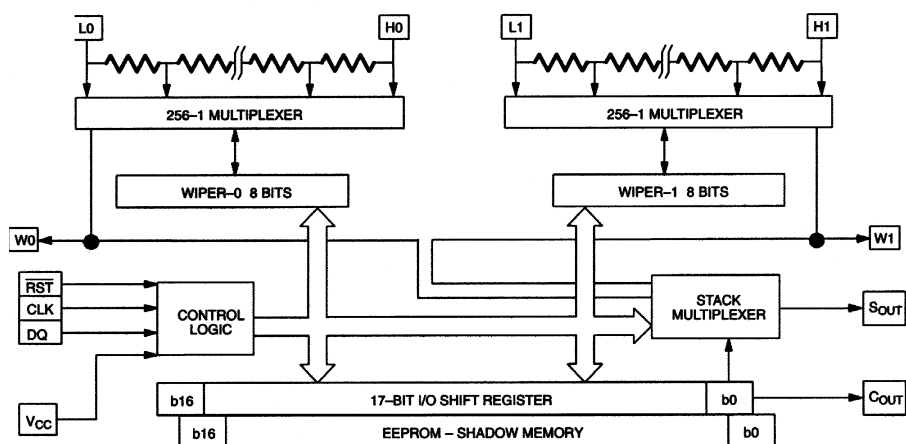 L0 H0 L1 H1
256–1 MULTIPLEXER 256–1 MULTIPLEXER
WIPER–0 8 BITS WIPER–1 8 BITS
W0 W1
RST
CLK
DQ
CONTROL
LOGIC
STACK
MULTIPLEXER
SOUT
VCC
b16 17–BIT I/O SHIFT REGISTER b0
COUT
b16 EEPROM – SHADOW MEMORY b0